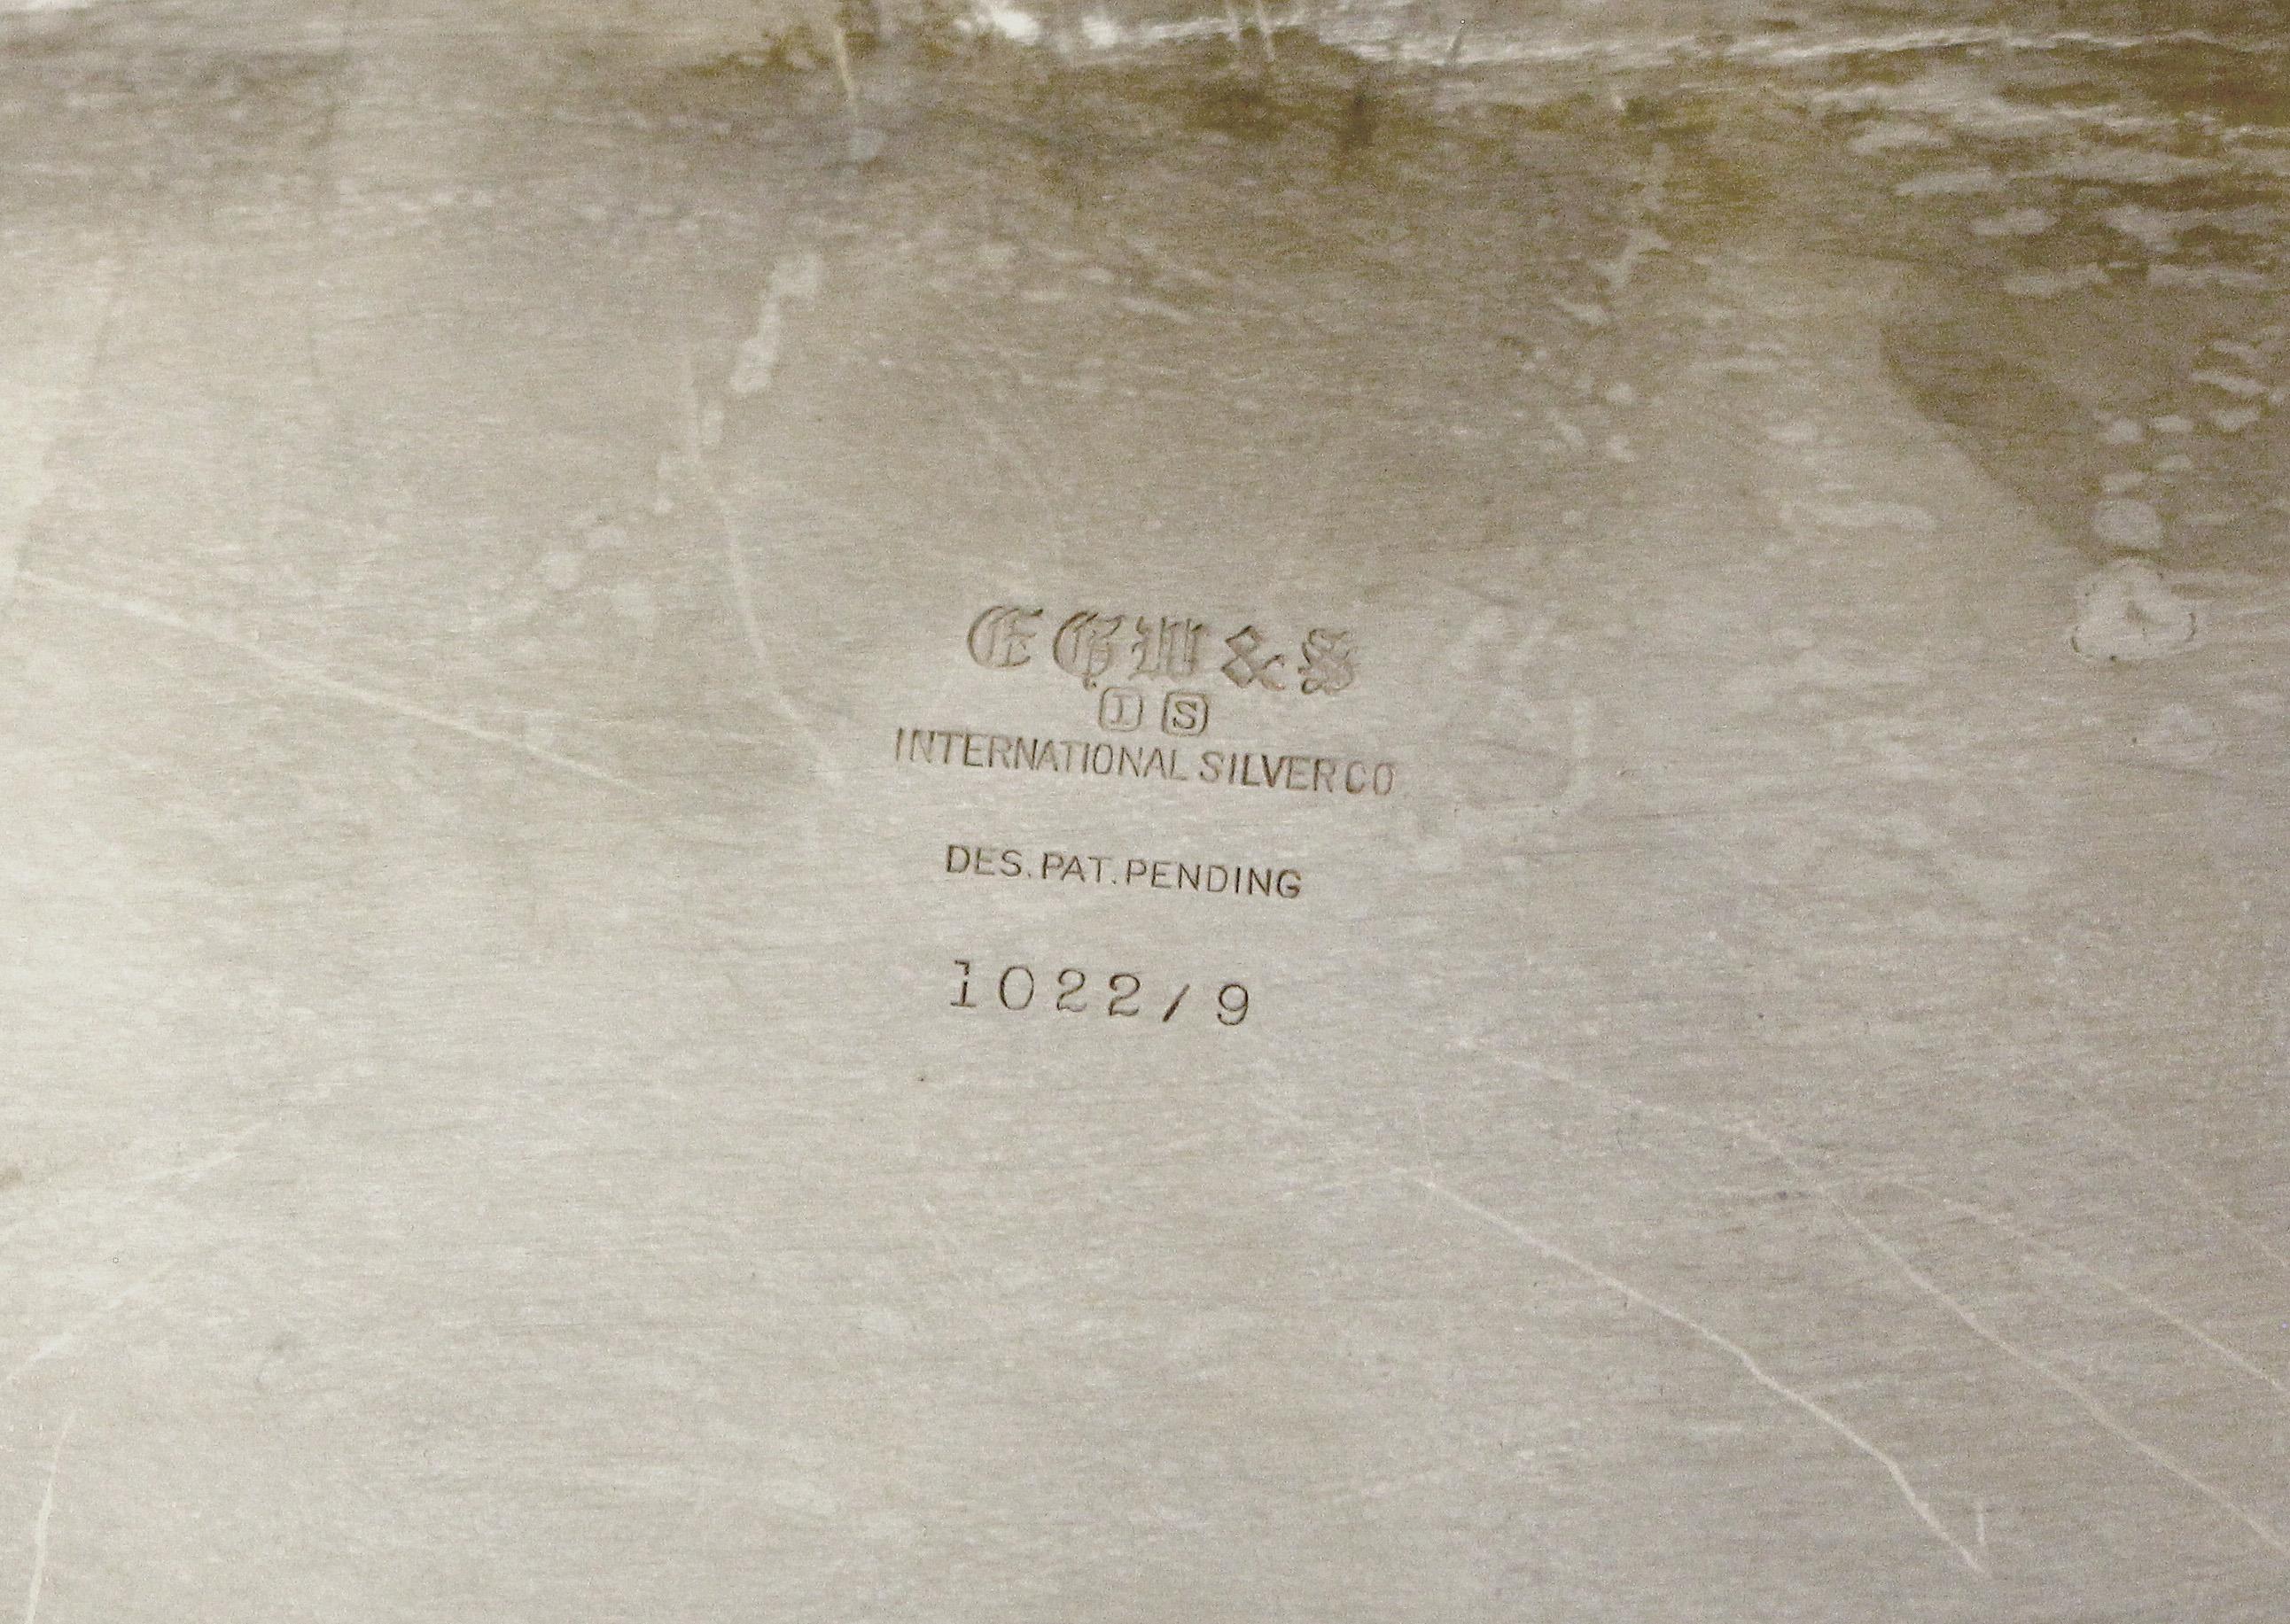 E G W & S
I S
INTERNATIONAL SILVER CO
DES. PAT. PENDING
1022/9